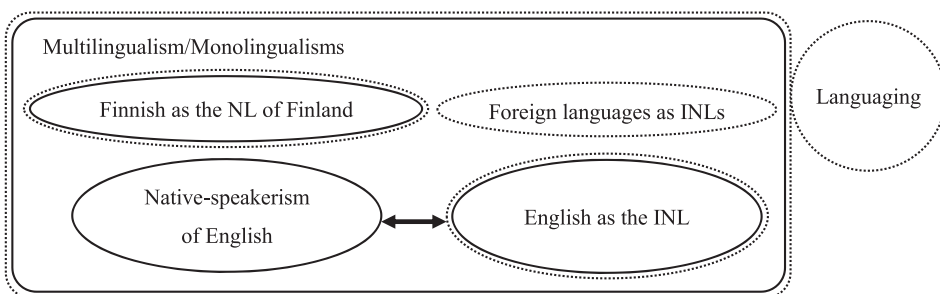 Multilingualism/Monolingualisms
Finnish as the NL of Finland
Foreign languages as INLs
Languaging
Native-speakerism
of English
English as the INL